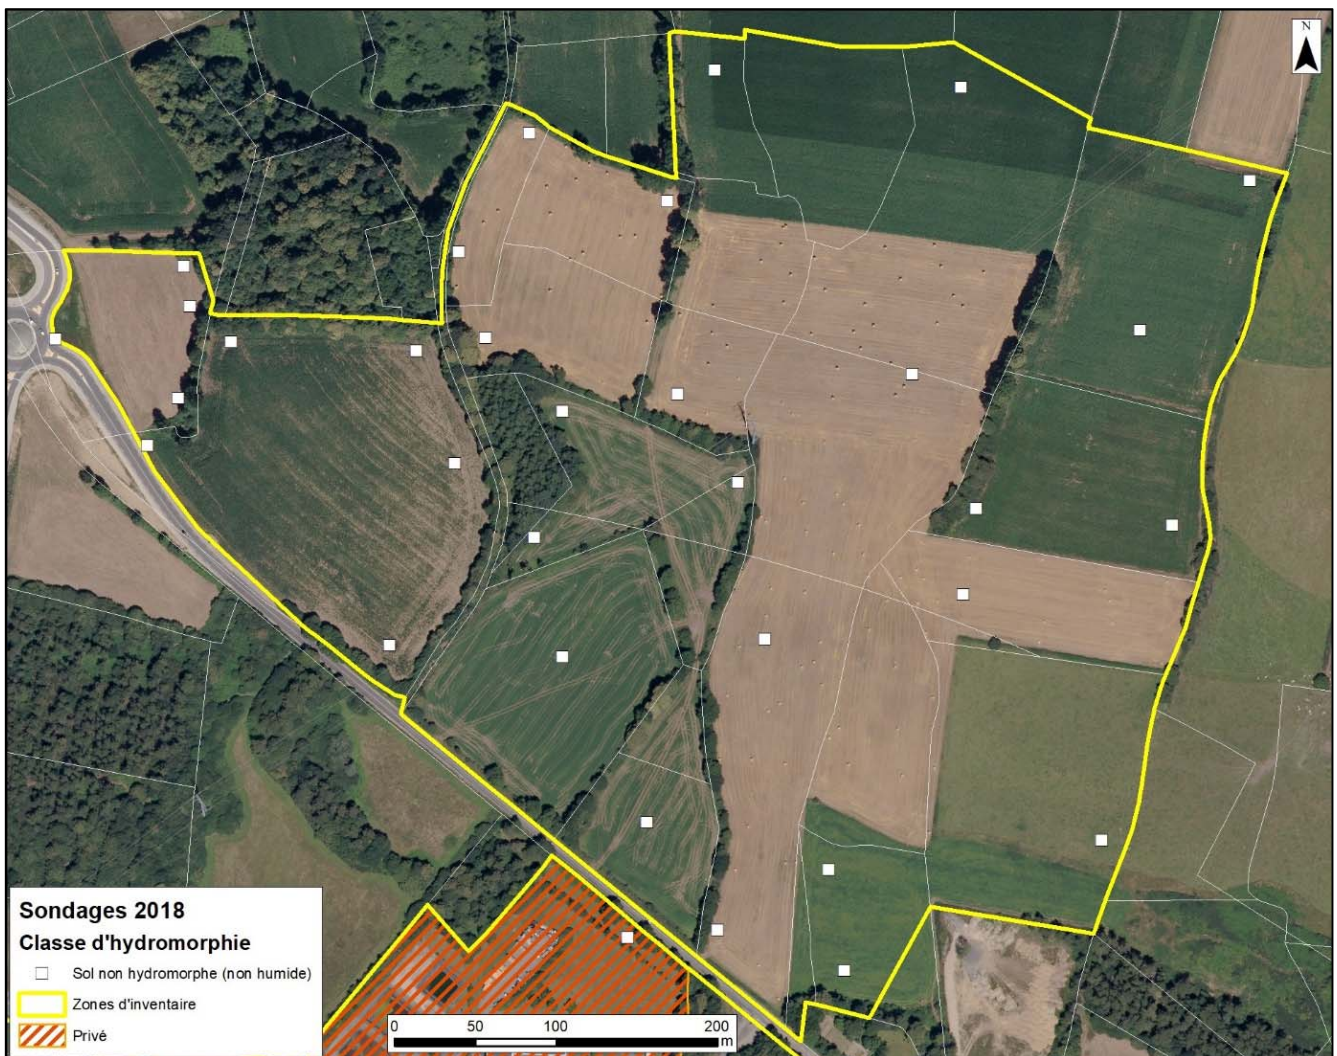 N
Sondages 2018
Classe d'hydromorphie
Sol non hydromorphe (non humide)
Zones d'inventaire
Privé
0 50 100 200
m